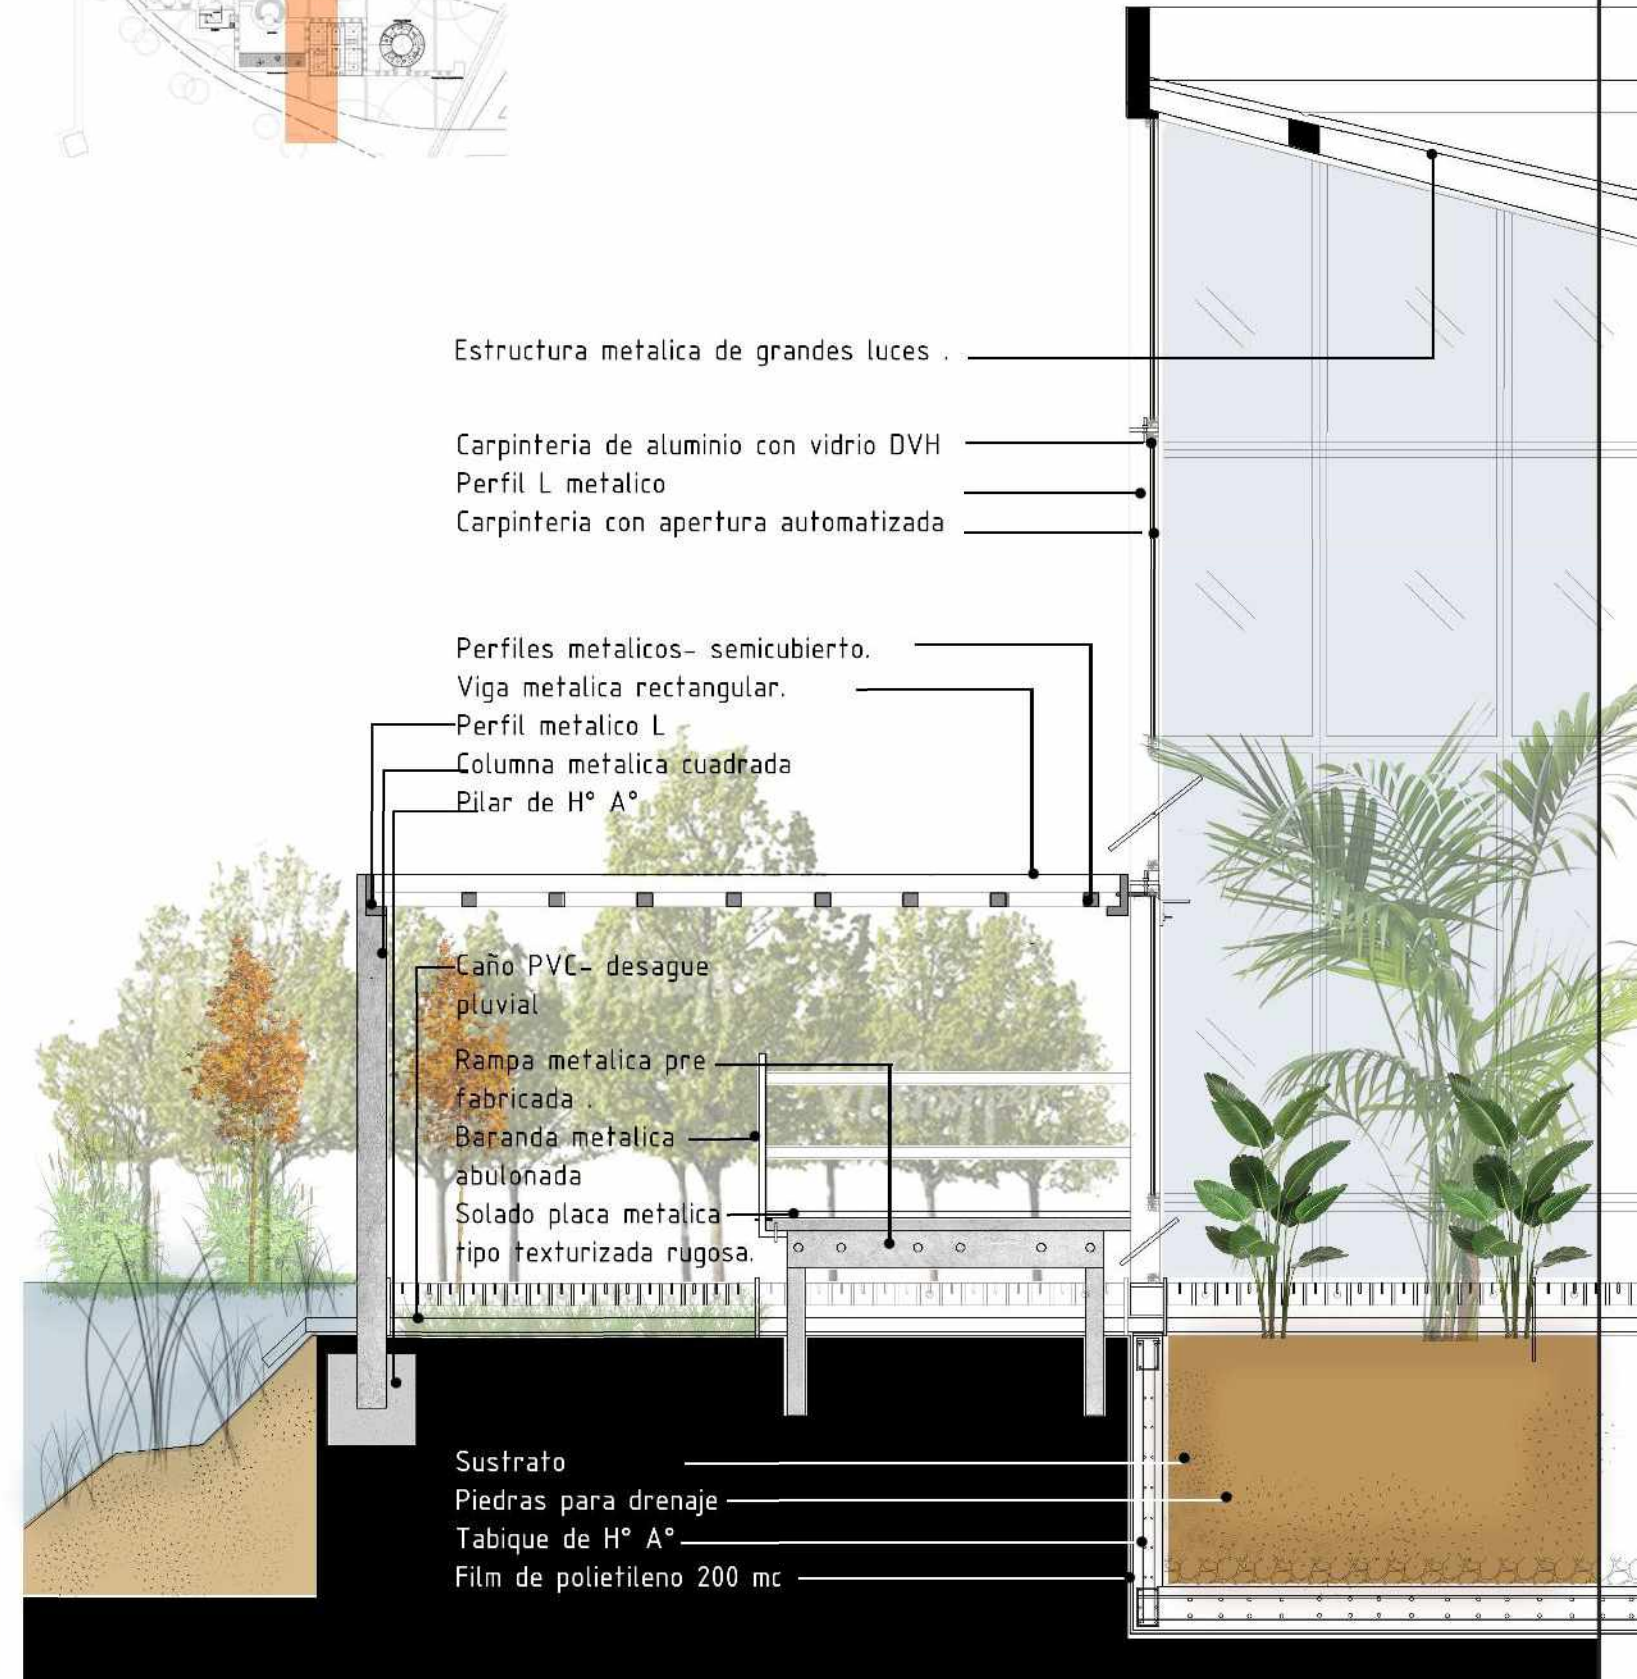 Estructura metalica de grandes luces .
Carpinteria de aluminio con vidrio DVH
Perfil L metalico
Carpinteria con apertura automatizada
Perfiles metalicos- semicubierto.
Viga metalica rectangular.
Perfil metalico L
Columna metalica cuadrada
Pilar de H° A°
Caño PVC- desague
pluvial
Rampa metalica pre
fabricada .
Baranda metalica
abulonada
Solado placa metalica
tipo texturizada rugosa.
Sustrato
Piedras para drenaje
Tabique de H° A°
Film de polietileno 200 mc